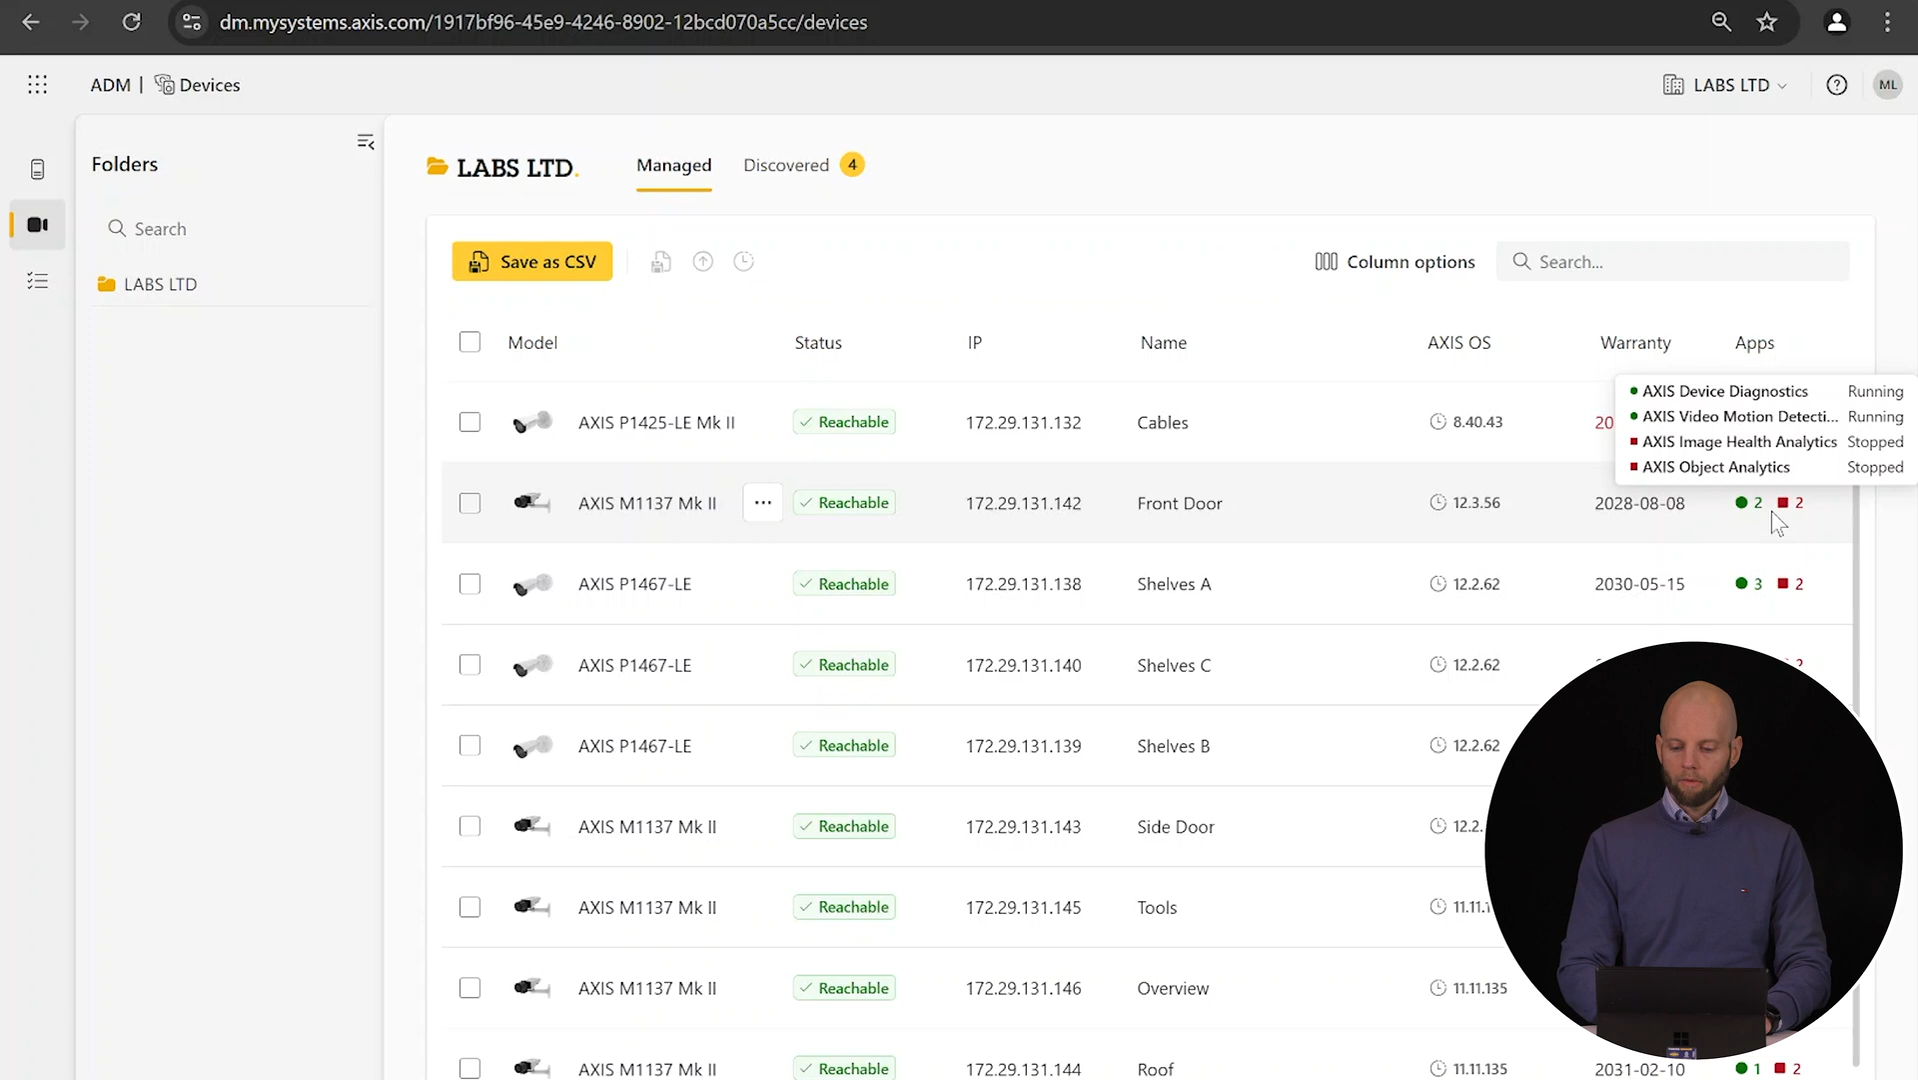 dm.mysystems.axis.com/1917bf96-45e9-4246-8902-12bcd070a5cc/devices
ADM | Devices
LABS LTD
ML
Folders
Search
LABS LTD
LABS LTD.
Managed
Discovered 4
Save as CSV
Column options
Search...
Model Status IP Name AXIS OS Warranty Apps
AXIS Device Diagnostics Running
AXIS Video Motion Detecti... Running
AXIS Image Health Analytics Stopped
AXIS Object Analytics Stopped
AXIS P1425-LE Mk II Reachable 172.29.131.132 Cables 8.40.43 20
AXIS M1137 Mk II ... Reachable 172.29.131.142 Front Door 12.3.56 2028-08-08 2 2
AXIS P1467-LE Reachable 172.29.131.138 Shelves A 12.2.62 2030-05-15 3 2
AXIS P1467-LE Reachable 172.29.131.140 Shelves C 12.2.62
AXIS P1467-LE Reachable 172.29.131.139 Shelves B 12.2.62
AXIS M1137 Mk II Reachable 172.29.131.143 Side Door 12.2.
AXIS M1137 Mk II Reachable 172.29.131.145 Tools 11.11.
AXIS M1137 Mk II Reachable 172.29.131.146 Overview 11.11.135
AXIS M1137 Mk II Reachable 172.29.131.144 Roof 11.11.135 2031-02-10 1 2